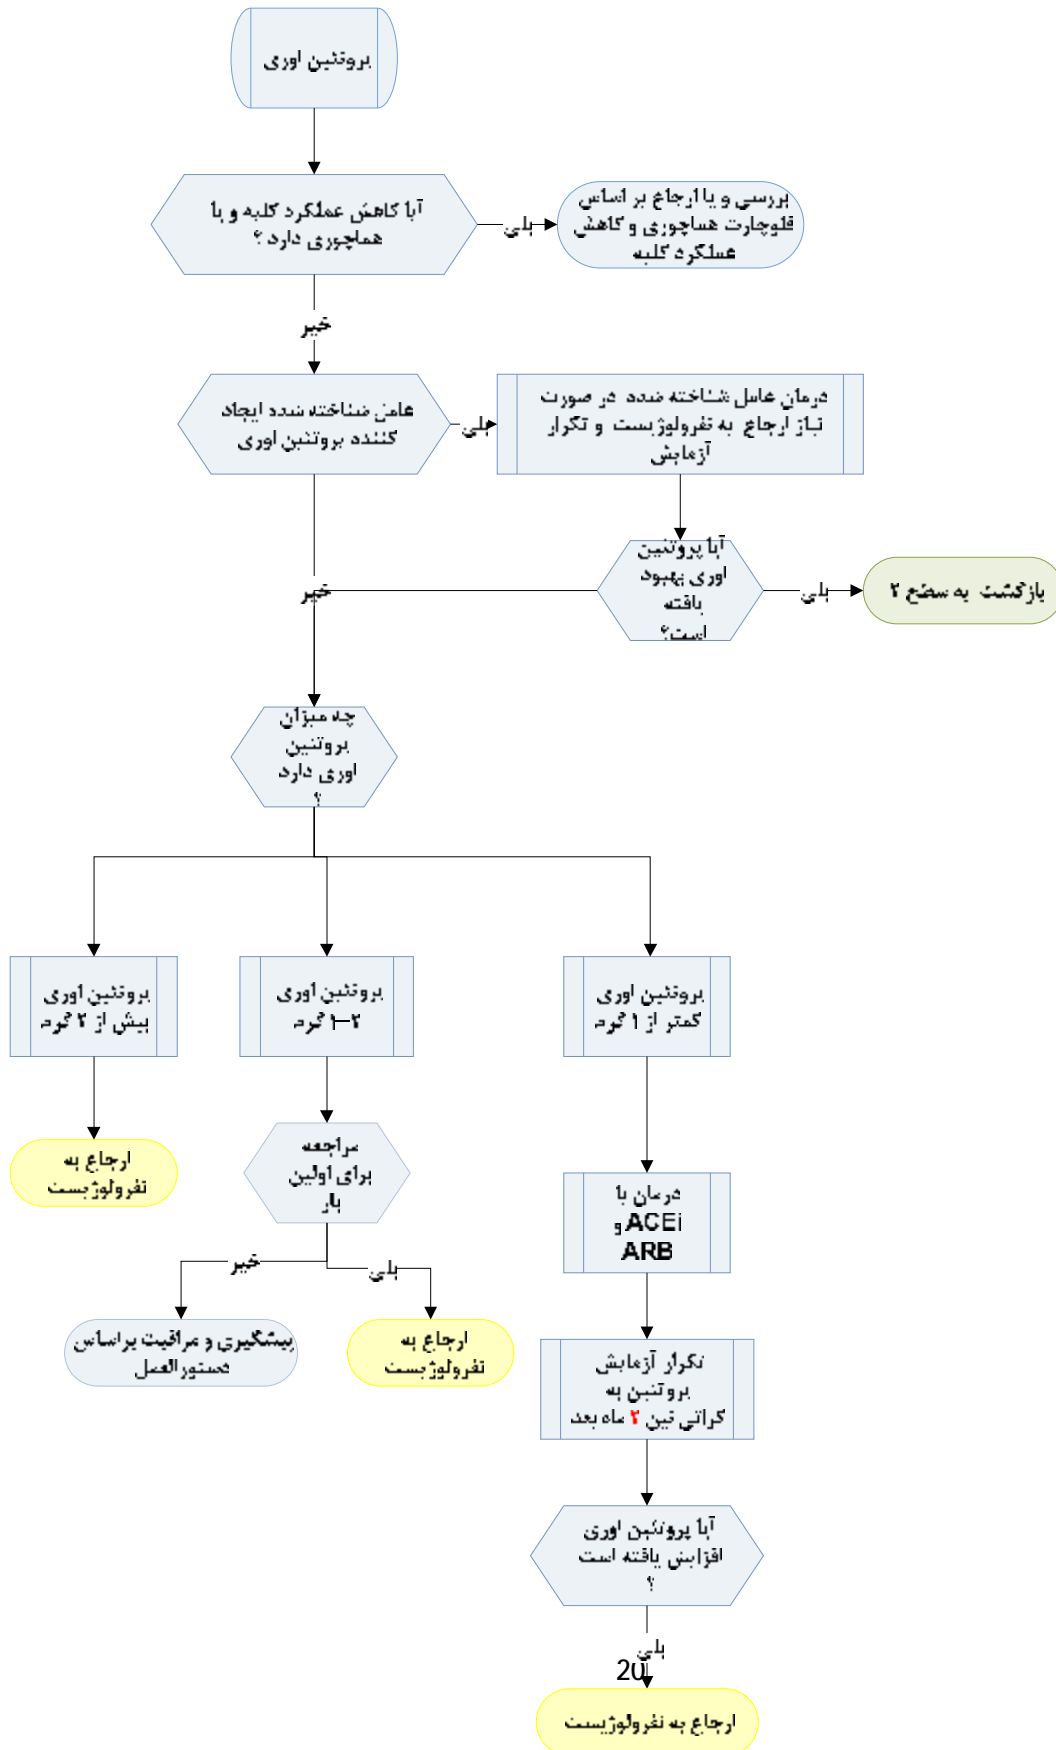 پروتئین اوری
آیا کاهش عملکرد کلیه و یا
هماچوری دارد ؟
بلی
بررسی و یا ارجاع بر اساس
فلوچارت هماچوری و کاهش
عملکرد کلیه
خیر
عامل شناخته شده ایجاد
کننده پروتئین اوری
بلی
درمان عامل شناخته شده در صورت
نیاز ارجاع به نفرولوژیست و تکرار
آزمایش
آیا پروتئین
اوری بهبود
یافته
است؟
خیر
بلی
بازگشت به سطح ۲
چه میزان
پروتئین
اوری دارد
؟
پروتئین اوری
کمتر از ۱ گرم
پروتئین اوری
۱-۲ گرم
پروتئین اوری
بیش از ۲ گرم
ارجاع به
نفرولوژیست
مراجعه
برای اولین
بار
خیر
بلی
پیشگیری و مراقبت براساس
دستورالعمل
ارجاع به
نفرولوژیست
درمان با
ACEi و
ARB
تکرار آزمایش
پروتئین به
کراتی نین ۲ ماه بعد
آیا پروتئین اوری
افزایش یافته است
؟
بلی
20
ارجاع به نفرولوژیست